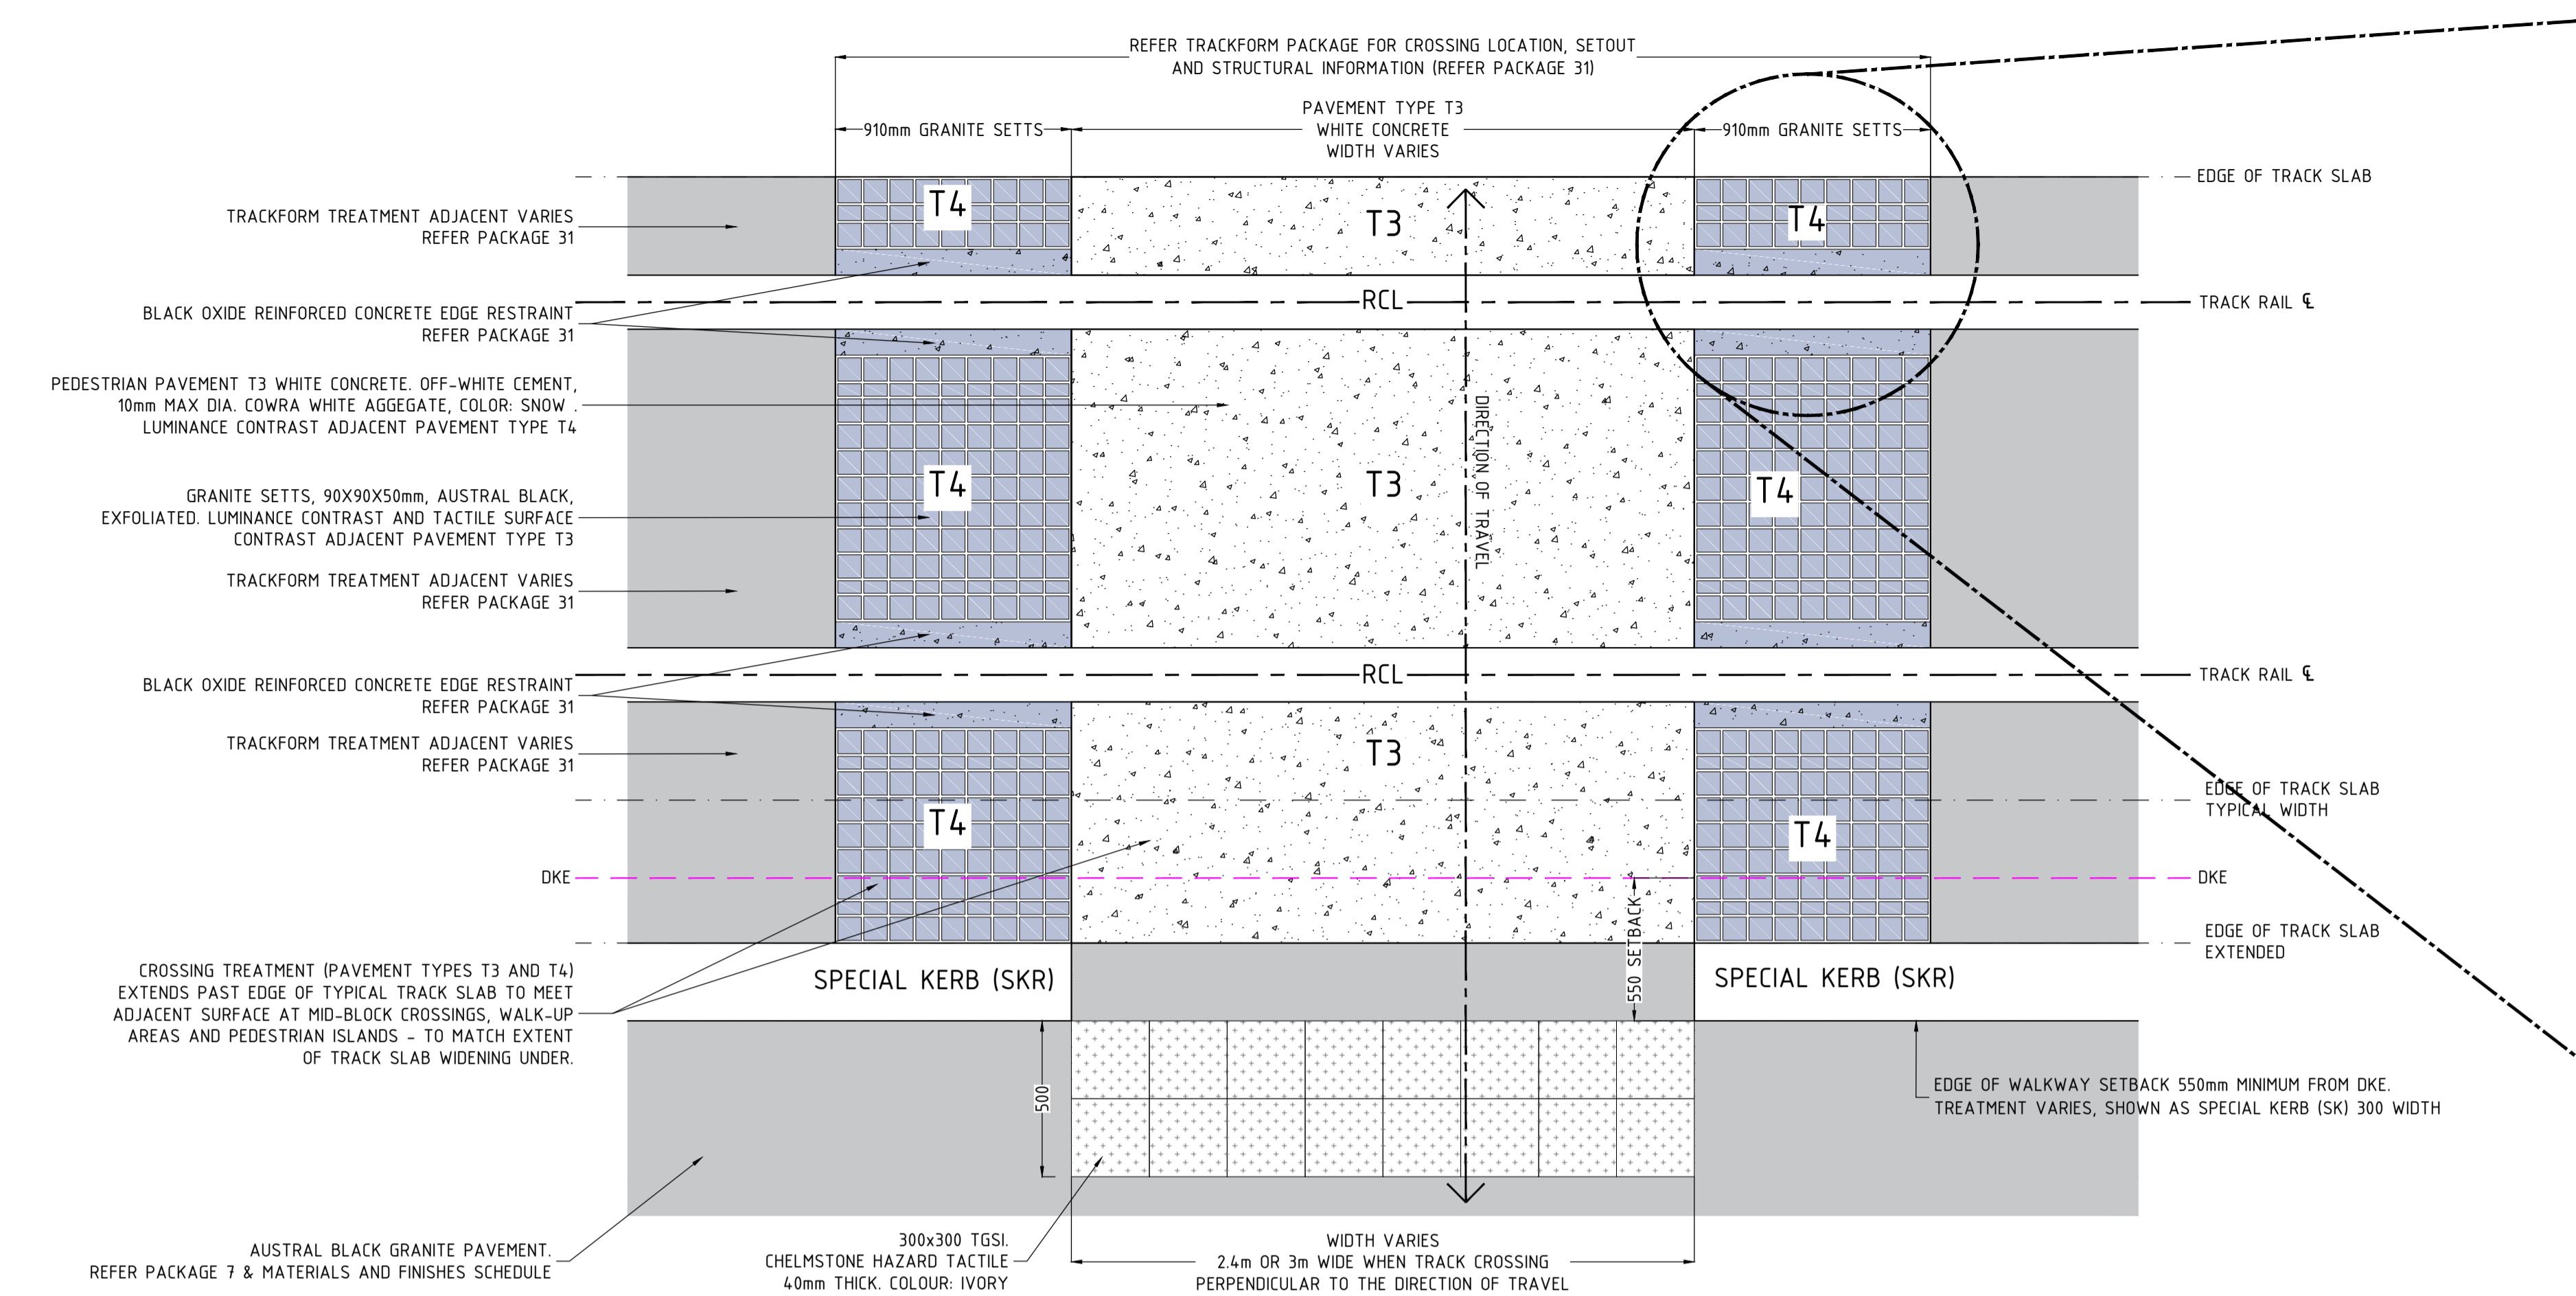 REFER TRACKFORM PACKAGE FOR CROSSING LOCATION, SETOUT
AND STRUCTURAL INFORMATION (REFER PACKAGE 31)
910mm GRANITE SETTS
PAVEMENT TYPE T3
WHITE CONCRETE
WIDTH VARIES
910mm GRANITE SETTS
EDGE OF TRACK SLAB
T4
T3
T4
TRACKFORM TREATMENT ADJACENT VARIES
REFER PACKAGE 31
BLACK OXIDE REINFORCED CONCRETE EDGE RESTRAINT
REFER PACKAGE 31
RCL
TRACK RAIL ℄
PEDESTRIAN PAVEMENT T3 WHITE CONCRETE. OFF-WHITE CEMENT,
10mm MAX DIA. COWRA WHITE AGGEGATE, COLOR: SNOW .
LUMINANCE CONTRAST ADJACENT PAVEMENT TYPE T4
GRANITE SETTS, 90X90X50mm, AUSTRAL BLACK,
EXFOLIATED. LUMINANCE CONTRAST AND TACTILE SURFACE
CONTRAST ADJACENT PAVEMENT TYPE T3
T4
T3
DIRECTION OF TRAVEL
T4
TRACKFORM TREATMENT ADJACENT VARIES
REFER PACKAGE 31
BLACK OXIDE REINFORCED CONCRETE EDGE RESTRAINT
REFER PACKAGE 31
RCL
TRACK RAIL ℄
TRACKFORM TREATMENT ADJACENT VARIES
REFER PACKAGE 31
T3
T4
T4
EDGE OF TRACK SLAB
TYPICAL WIDTH
DKE
DKE
550 SETBACK
EDGE OF TRACK SLAB
EXTENDED
CROSSING TREATMENT (PAVEMENT TYPES T3 AND T4)
EXTENDS PAST EDGE OF TYPICAL TRACK SLAB TO MEET
ADJACENT SURFACE AT MID-BLOCK CROSSINGS, WALK-UP
AREAS AND PEDESTRIAN ISLANDS - TO MATCH EXTENT
OF TRACK SLAB WIDENING UNDER.
SPECIAL KERB (SKR)
SPECIAL KERB (SKR)
500
EDGE OF WALKWAY SETBACK 550mm MINIMUM FROM DKE.
TREATMENT VARIES, SHOWN AS SPECIAL KERB (SK) 300 WIDTH
AUSTRAL BLACK GRANITE PAVEMENT.
REFER PACKAGE 7 & MATERIALS AND FINISHES SCHEDULE
300x300 TGSI.
CHELMSTONE HAZARD TACTILE
40mm THICK. COLOUR: IVORY
WIDTH VARIES
2.4m OR 3m WIDE WHEN TRACK CROSSING
PERPENDICULAR TO THE DIRECTION OF TRAVEL